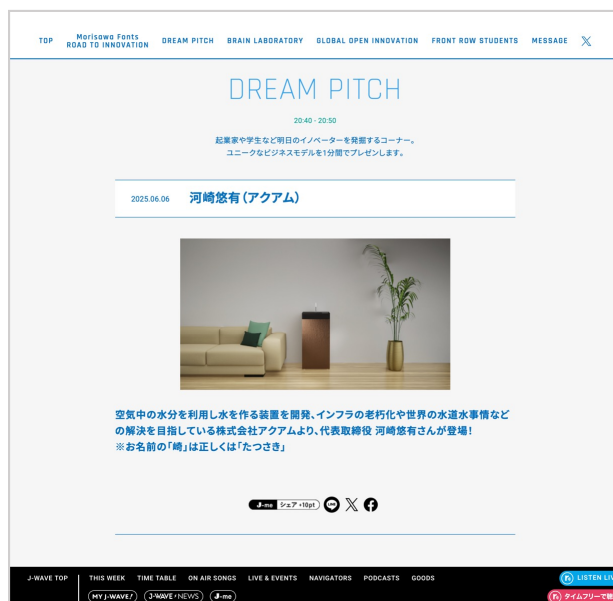 TOP
Morisawa Fonts
ROAD TO INNOVATION
DREAM PITCH
BRAIN LABORATORY
GLOBAL OPEN INNOVATION
FRONT ROW STUDENTS
MESSAGE
X
DREAM PITCH
20:40 - 20:50
起業家や学生など明日のイノベーターを発掘するコーナー。
ユニークなビジネスモデルを1分間でプレゼンします。
2025.06.06 河崎悠有（アクアム）
空気中の水分を利用し水を作る装置を開発、インフラの老朽化や世界の水道水事情など
の解決を目指している株式会社アクアムより、代表取締役 河崎悠有さんが登場！
※お名前の「崎」は正しくは「たつさき」
J-me シェア +10pt LINE X
J-WAVE TOP
THIS WEEK TIME TABLE ON AIR SONGS LIVE & EVENTS NAVIGATORS PODCASTS GOODS
LISTEN LIV
MY J-WAVE! J-WAVE NEWS J-me
タイムフリーで聴